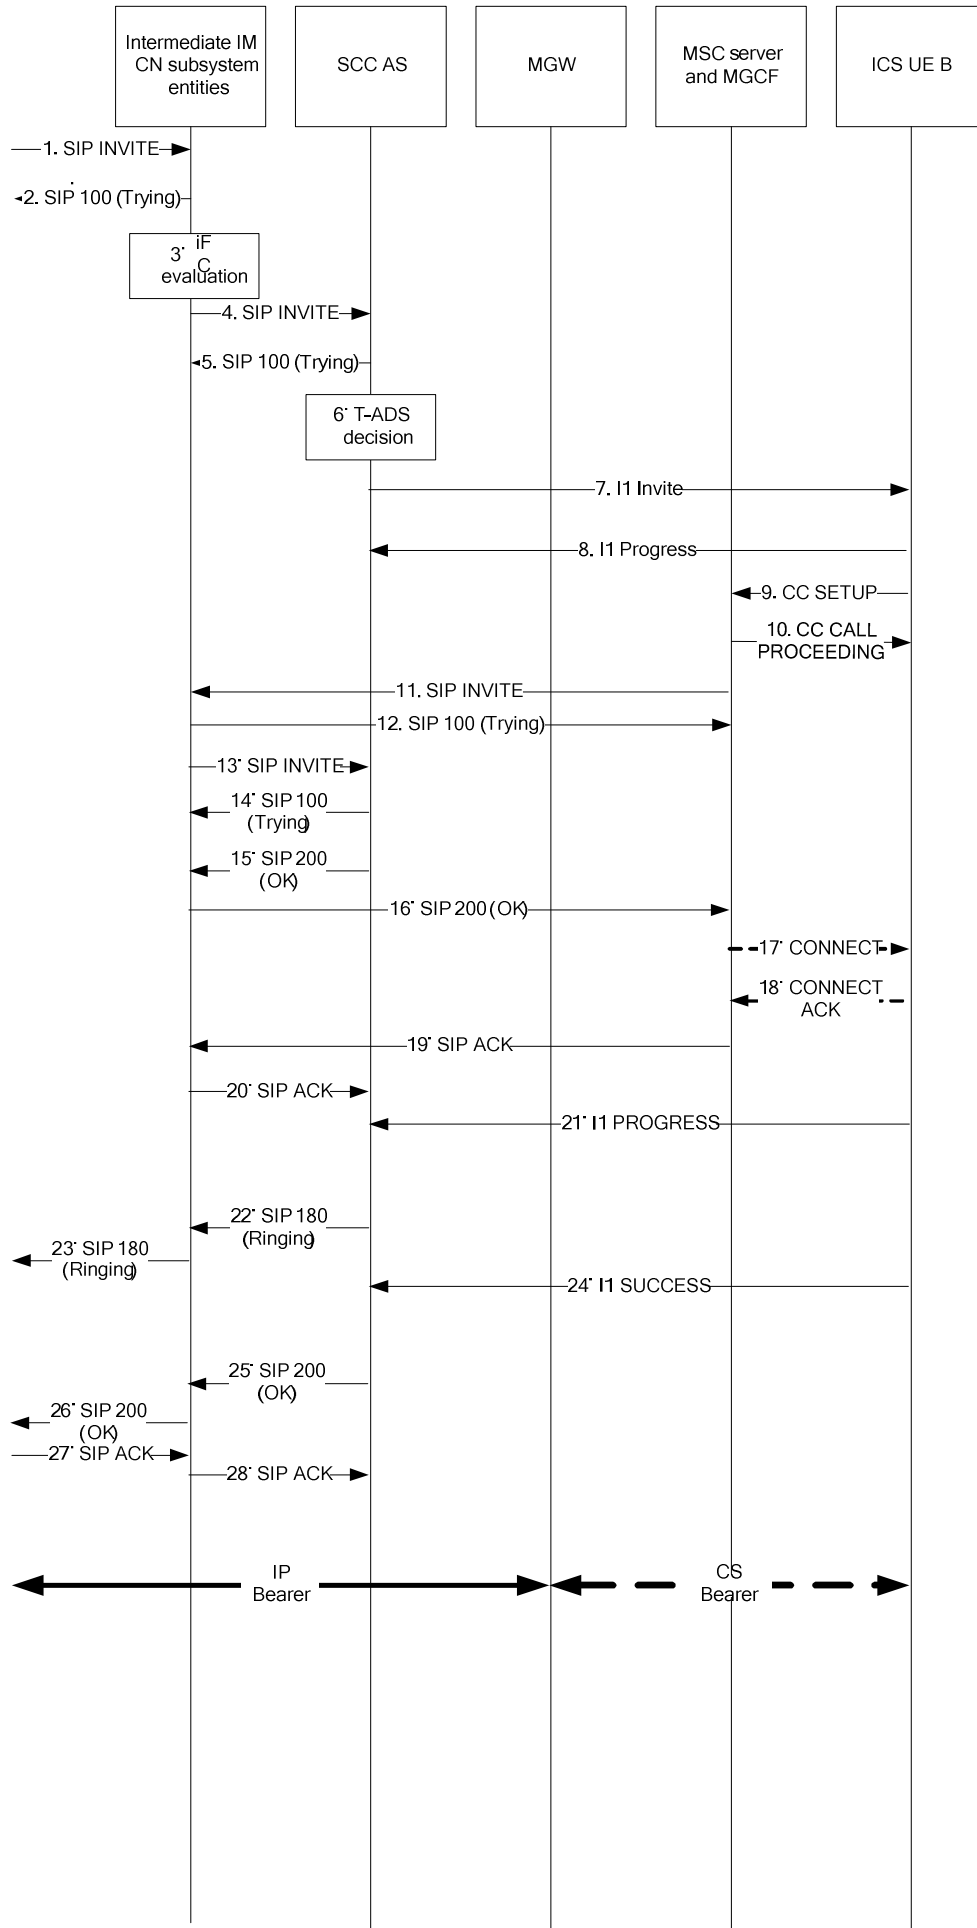 Intermediate IM
CN subsystem
entities
SCC AS
MGW
MSC server
and MGCF
ICS UE B
1. SIP INVITE
2. SIP 100 (Trying)
3. iF
C
evaluation
4. SIP INVITE
5. SIP 100 (Trying)
6. T-ADS
decision
7. I1 Invite
8. I1 Progress
9. CC SETUP
10. CC CALL
PROCEEDING
11. SIP INVITE
12. SIP 100 (Trying)
13. SIP INVITE
14. SIP 100
(Trying)
15. SIP 200
(OK)
16. SIP 200 (OK)
17. CONNECT
18. CONNECT
ACK
19. SIP ACK
20. SIP ACK
21. I1 PROGRESS
22. SIP 180
(Ringing)
23. SIP 180
(Ringing)
24. I1 SUCCESS
25. SIP 200
(OK)
26. SIP 200
(OK)
27. SIP ACK
28. SIP ACK
IP
Bearer
CS
Bearer